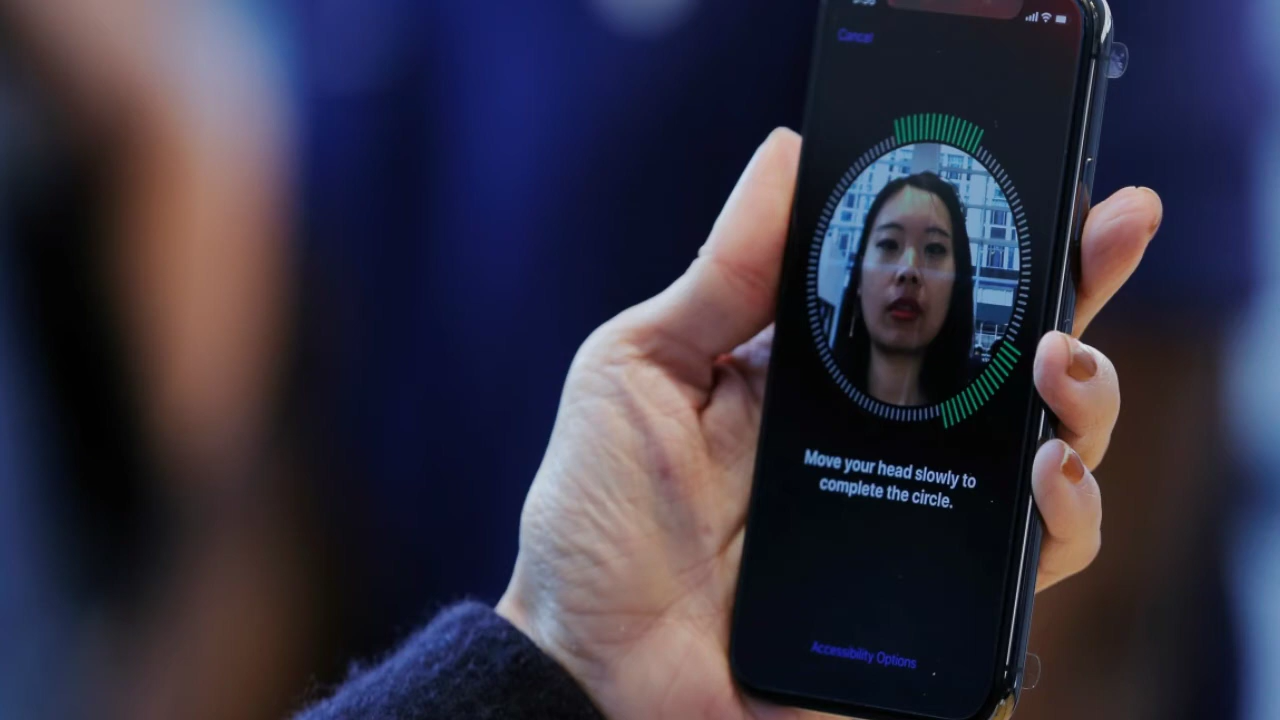 Cancel
Move your head slowly to
complete the circle.
Accessibility Options